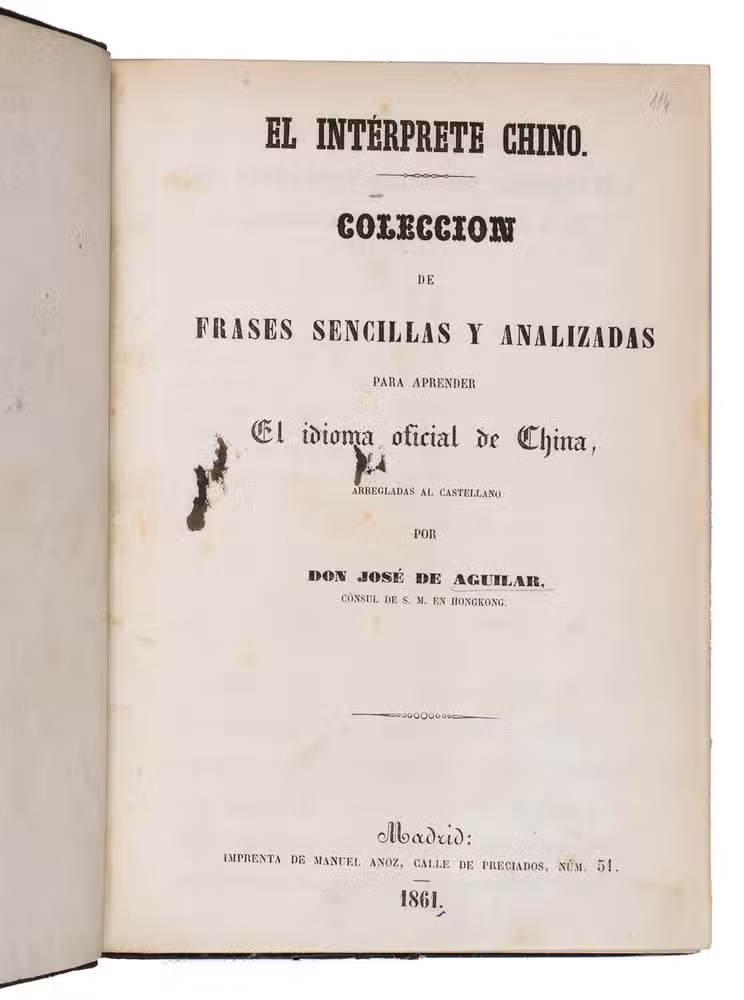 114
EL INTÉRPRETE CHINO.
COLECCION
DE
FRASES SENCILLAS Y ANALIZADAS
PARA APRENDER
El idioma oficial de China,
ARREGLADAS AL CASTELLANO
POR
DON JOSÉ DE AGUILAR,
CÓNSUL DE S. M. EN HONGKONG.
Madrid:
IMPRENTA DE MANUEL ANOZ, CALLE DE PRECIADOS, NÚM. 51.
1861.